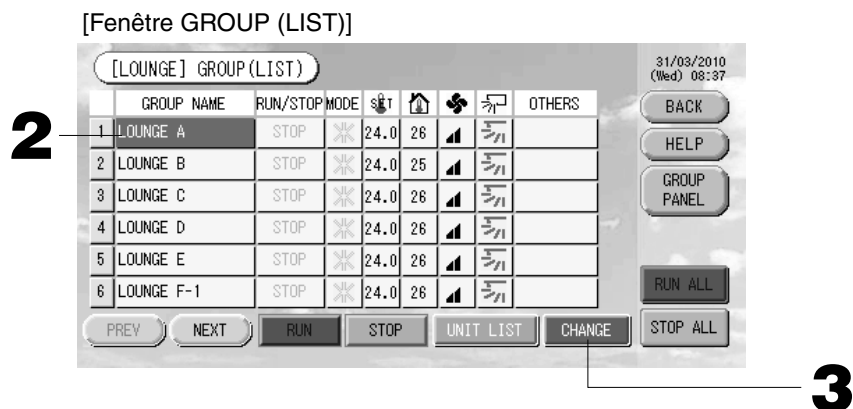 [Fenêtre GROUP (LIST)]
[LOUNGE] GROUP(LIST)
31/03/2010
(Wed) 08:37
GROUP NAME RUN/STOP MODE SET OTHERS
1 LOUNGE A STOP 24.0 26
2 LOUNGE B STOP 24.0 25
3 LOUNGE C STOP 24.0 26
4 LOUNGE D STOP 24.0 26
5 LOUNGE E STOP 24.0 26
6 LOUNGE F-1 STOP 24.0 26
BACK
HELP
GROUP
PANEL
RUN ALL
STOP ALL
PREV NEXT RUN STOP UNIT LIST CHANGE
2
3